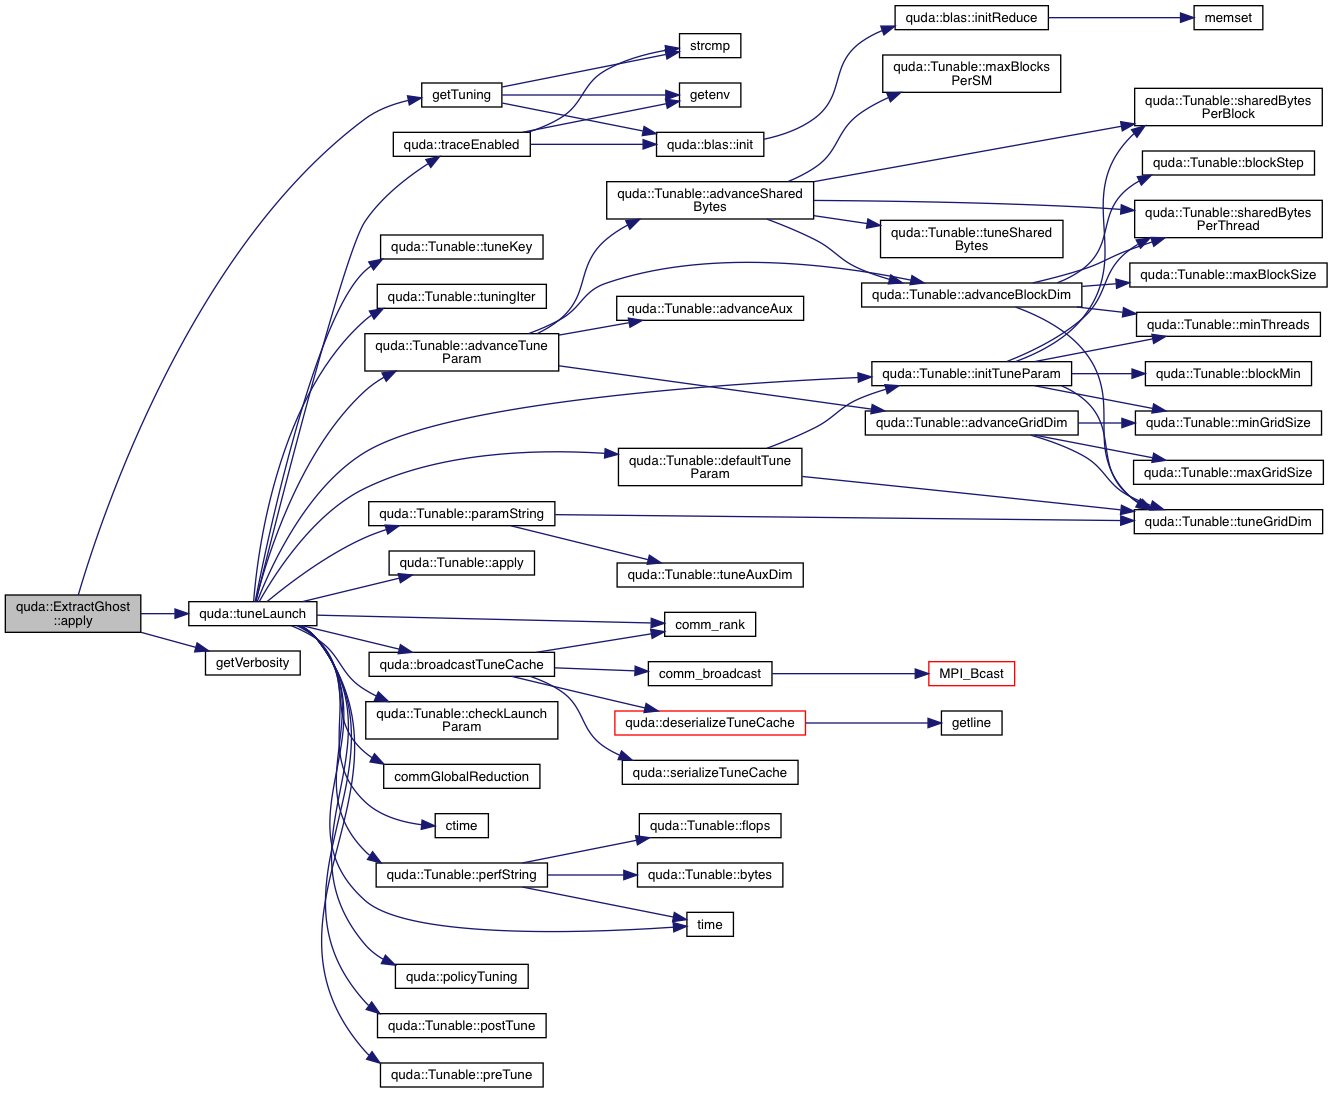 quda::blas::initReduce
memset
strcmp
quda::Tunable::maxBlocks
PerSM
getTuning
getenv
quda::Tunable::sharedBytes
PerBlock
quda::traceEnabled
quda::blas::init
quda::Tunable::blockStep
quda::Tunable::advanceShared
Bytes
quda::Tunable::sharedBytes
PerThread
quda::Tunable::tuneKey
quda::Tunable::tuneShared
Bytes
quda::Tunable::maxBlockSize
quda::Tunable::tuningIter
quda::Tunable::advanceBlockDim
quda::Tunable::advanceAux
quda::Tunable::minThreads
quda::Tunable::advanceTune
Param
quda::Tunable::initTuneParam
quda::Tunable::blockMin
quda::Tunable::advanceGridDim
quda::Tunable::minGridSize
quda::Tunable::defaultTune
Param
quda::Tunable::maxGridSize
quda::Tunable::paramString
quda::Tunable::tuneGridDim
quda::Tunable::apply
quda::Tunable::tuneAuxDim
quda::ExtractGhost
::apply
quda::tuneLaunch
comm_rank
getVerbosity
quda::broadcastTuneCache
comm_broadcast
MPI_Bcast
quda::Tunable::checkLaunch
Param
quda::deserializeTuneCache
getline
commGlobalReduction
quda::serializeTuneCache
ctime
quda::Tunable::flops
quda::Tunable::perfString
quda::Tunable::bytes
time
quda::policyTuning
quda::Tunable::postTune
quda::Tunable::preTune